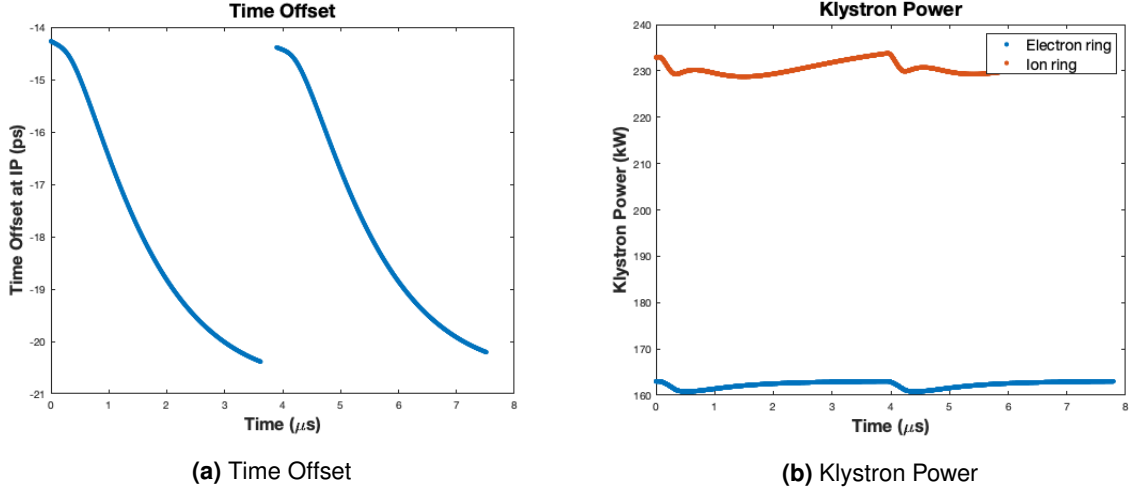 Time Offset
Time Offset at IP (ps)
-14
-15
-16
-17
-18
-19
-20
-21
0 1 2 3 4 5 6 7 8
Time (μs)
(a) Time Offset
Klystron Power
Klystron Power (kW)
240
230
220
210
200
190
180
170
160
Electron ring
Ion ring
0 1 2 3 4 5 6 7 8
Time (μs)
(b) Klystron Power